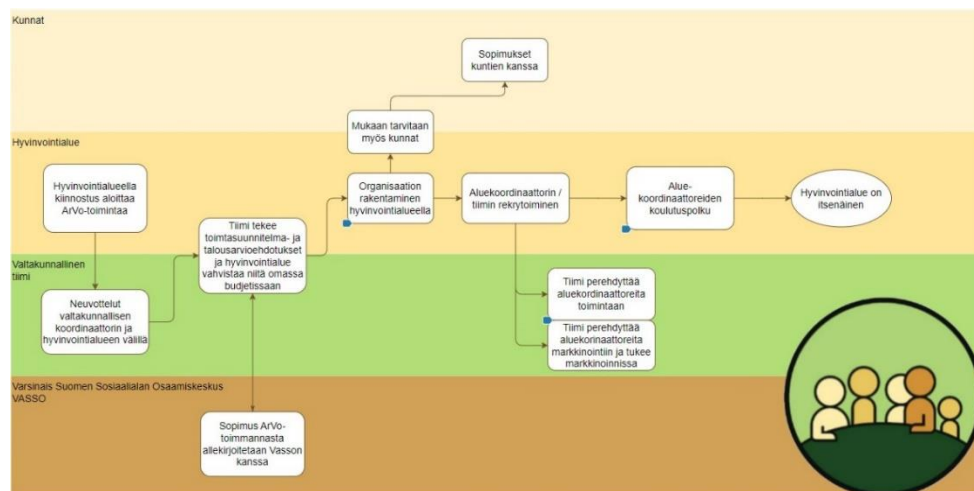 Kunnat
Sopimukset
kuntien kanssa
Mukaan tarvitaan
myös kunnat
Hyvinvointialue
Hyvinvointialueella
kiinnostus aloittaa
ArVo-toimintaa
Organisaation
rakentaminen
hyvinvointialueella
Aluekoordinaattorin /
tiimin rekrytoiminen
Alue-
koordinaattoreiden
koulutuspolku
Hyvinvointialue on
itsenäinen
Tiimi tekee
toimtasuunnitelma- ja
talousarvioehdotukset
ja hyvinvointialue
vahvistaa niitä omassa
budjetissaan
Valtakunnallinen
tiimi
Neuvottelut
valtakunnallisen
koordinaattorin ja
hyvinvointialueen välillä
Tiimi perehdyttää
aluekordinaattoreita
toimintaan
Tiimi perehdyttää
aluekorinaattoreita
markkinointiin ja tukee
markkinoinnissa
Varsinais Suomen Sosiaalialan Osaamiskeskus
VASSO
Sopimus ArVo-
toimmannasta
allekirjoitetaan Vasson
kanssa